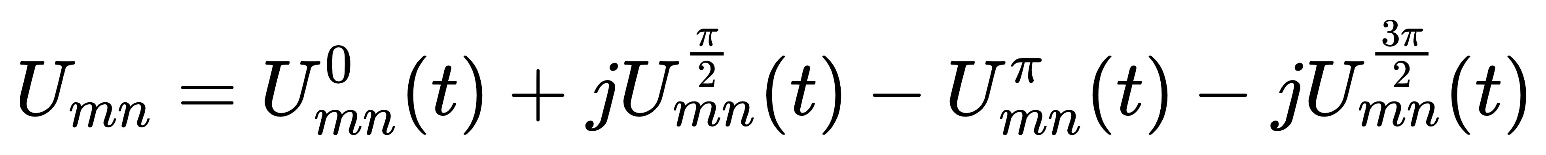 $U_{mn} = U_{mn}^{0}(t) + jU_{mn}^{\frac{\pi}{2}}(t) - U_{mn}^{\pi}(t) - jU_{mn}^{\frac{3\pi}{2}}(t)$